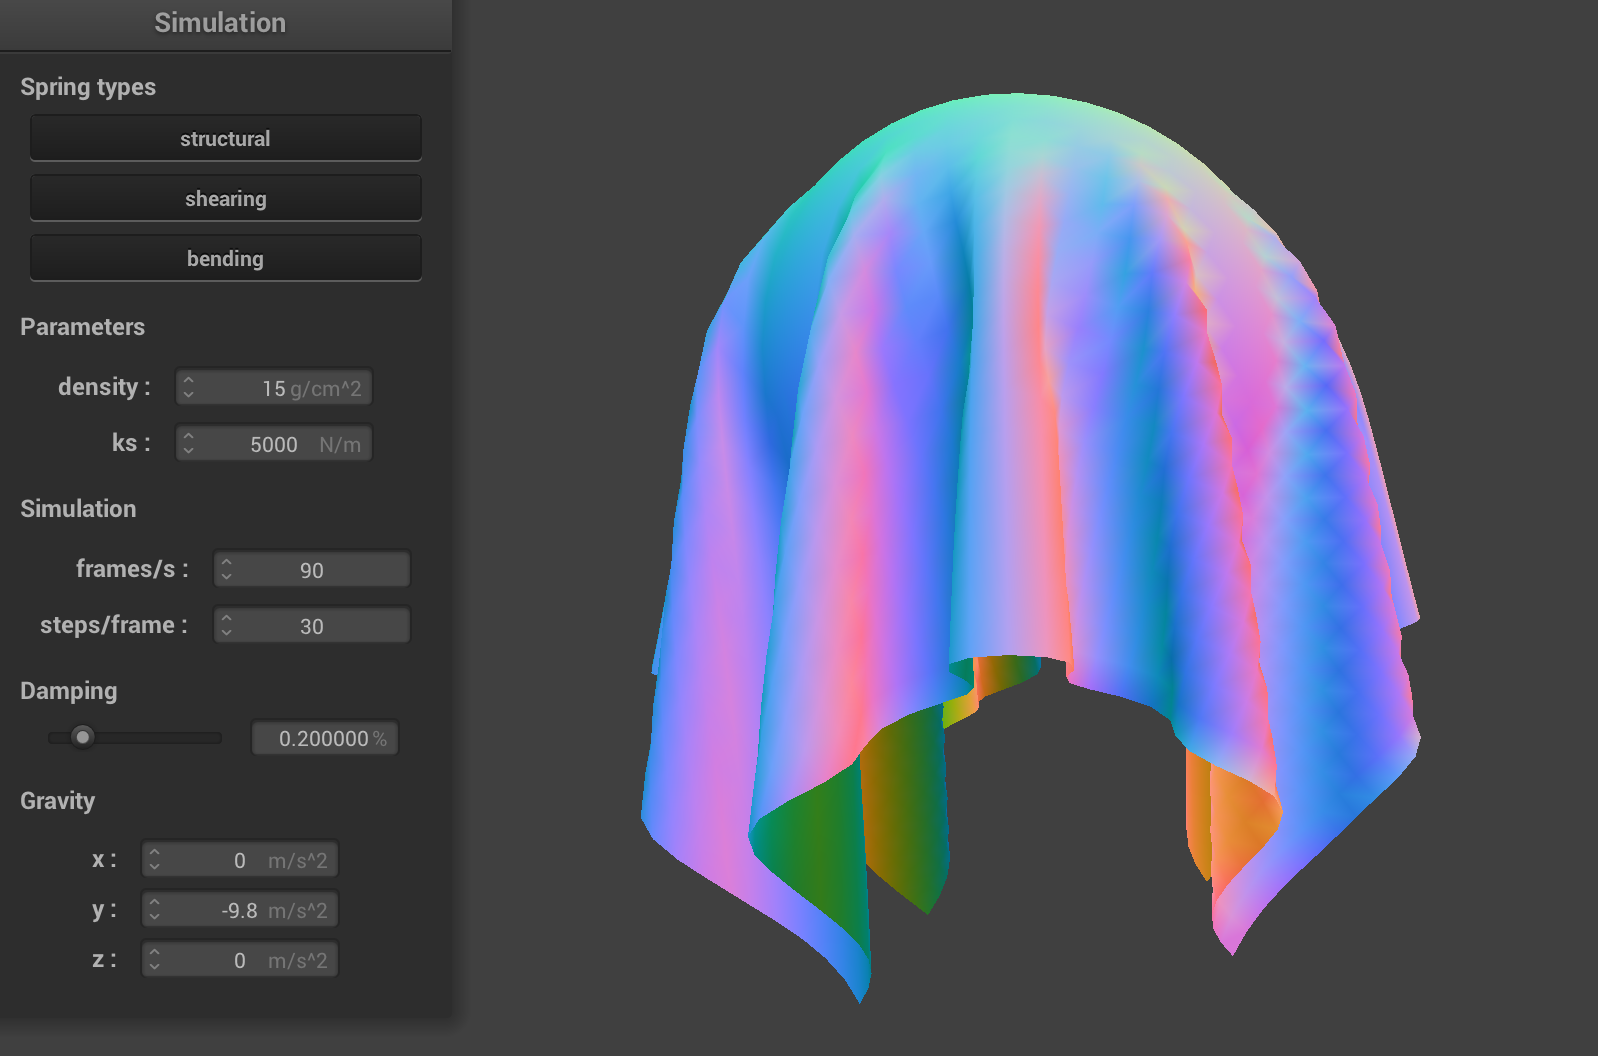 Simulation
Spring types
structural
shearing
bending
Parameters
density : 15 g/cm^2
ks : 5000 N/m
Simulation
frames/s : 90
steps/frame : 30
Damping
0.200000 %
Gravity
x : 0 m/s^2
y : -9.8 m/s^2
z : 0 m/s^2